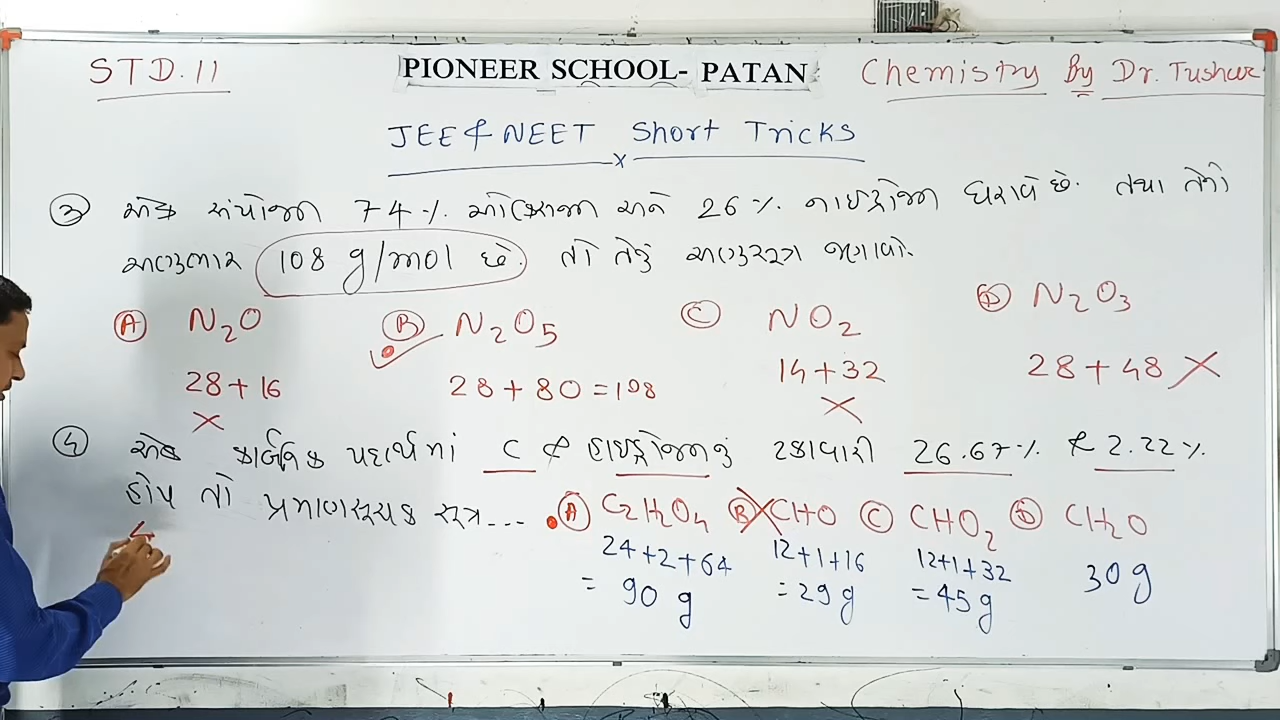 STD.11
PIONEER SCHOOL- PATAN
Chemistry By Dr. Tushar
JEE & NEET Short Tricks
x
③ એક સંયોજન 74 % ઓક્સિજન અને 26 % નાઇટ્રોજન ધરાવે છે. તથા તેનો
અણુભાર 108 g/mol છે. તો તેનું અણુસૂત્ર જણાવો.
Ⓐ N₂O Ⓑ N₂O₅ Ⓒ NO₂ Ⓓ N₂O₃
28+16 28+80=108 14+32 28+48 X
X X
④ એક કાર્બનિક પદાર્થમાં C & હાઇડ્રોજનનું ટકાવારી 26.67 % & 2.22 %
હોય તો પ્રમાણસૂચક સૂત્ર... Ⓐ C₂H₂O₄ Ⓑ CHO Ⓒ CHO₂ Ⓓ CH₂O
24+2+64 12+1+16 12+1+32 30 g
= 90 g =29 g =45 g